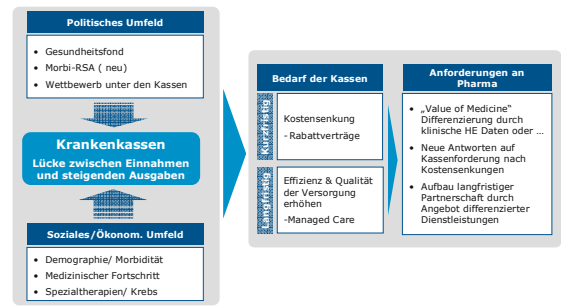 Politisches Umfeld
• Gesundheitsfond
• Morbi-RSA ( neu)
• Wettbewerb unter den Kassen
Krankenkassen
Lücke zwischen Einnahmen
und steigenden Ausgaben
Soziales/Ökonom. Umfeld
• Demographie/ Morbidität
• Medizinischer Fortschritt
• Spezialtherapien/ Krebs
Bedarf der Kassen
Kurzfristig
Kostensenkung
-Rabattverträge
Langfristig
Effizienz & Qualität
der Versorgung
erhöhen
-Managed Care
Anforderungen an
Pharma
• „Value of Medicine“
Differenzierung durch
klinische HE Daten oder …
• Neue Antworten auf
Kassenforderung nach
Kostensenkungen
• Aufbau langfristiger
Partnerschaft durch
Angebot differenzierter
Dienstleistungen